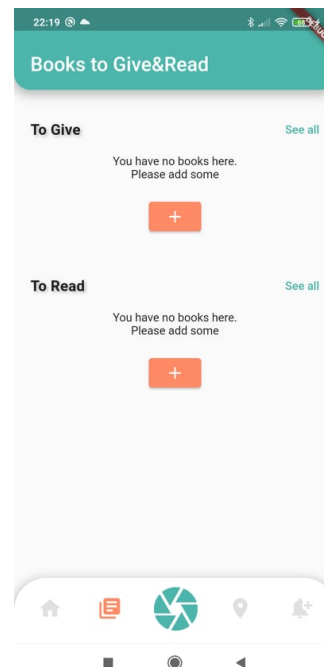 22:19
Books to Give&Read
To Give
See all
You have no books here.
Please add some
+
To Read
See all
You have no books here.
Please add some
+